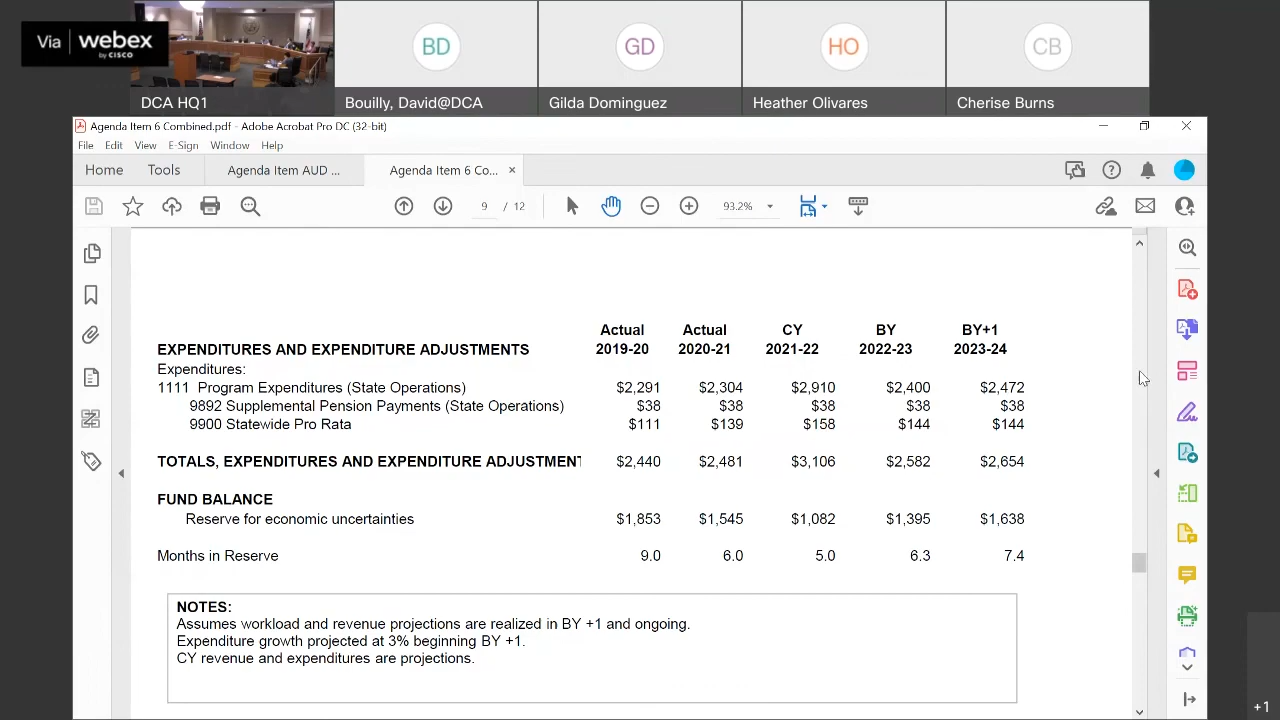 Via webex
by CISCO
BD
GD
HO
CB
DCA HQ1
Bouilly, David@DCA
Gilda Dominguez
Heather Olivares
Cherise Burns
Agenda Item 6 Combined.pdf - Adobe Acrobat Pro DC (32-bit)
File Edit View E-Sign Window Help
Home Tools Agenda Item AUD ... Agenda Item 6 Co... ×
9 / 12 93.2%
Actual Actual CY BY BY+1
EXPENDITURES AND EXPENDITURE ADJUSTMENTS 2019-20 2020-21 2021-22 2022-23 2023-24
Expenditures:
1111 Program Expenditures (State Operations) $2,291 $2,304 $2,910 $2,400 $2,472
9892 Supplemental Pension Payments (State Operations) $38 $38 $38 $38 $38
9900 Statewide Pro Rata $111 $139 $158 $144 $144
TOTALS, EXPENDITURES AND EXPENDITURE ADJUSTMENT $2,440 $2,481 $3,106 $2,582 $2,654
FUND BALANCE
Reserve for economic uncertainties $1,853 $1,545 $1,082 $1,395 $1,638
Months in Reserve 9.0 6.0 5.0 6.3 7.4
NOTES:
Assumes workload and revenue projections are realized in BY +1 and ongoing.
Expenditure growth projected at 3% beginning BY +1.
CY revenue and expenditures are projections.
+1